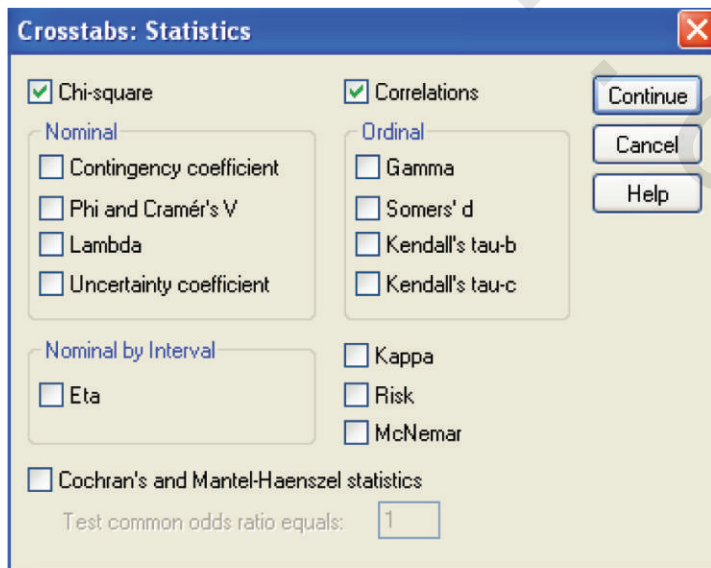 Crosstabs: Statistics
Chi-square
Correlations
Continue
Cancel
Help
Nominal
Contingency coefficient
Phi and Cramér's V
Lambda
Uncertainty coefficient
Ordinal
Gamma
Somers' d
Kendall's tau-b
Kendall's tau-c
Nominal by Interval
Eta
Kappa
Risk
McNemar
Cochran's and Mantel-Haenszel statistics
Test common odds ratio equals: 1